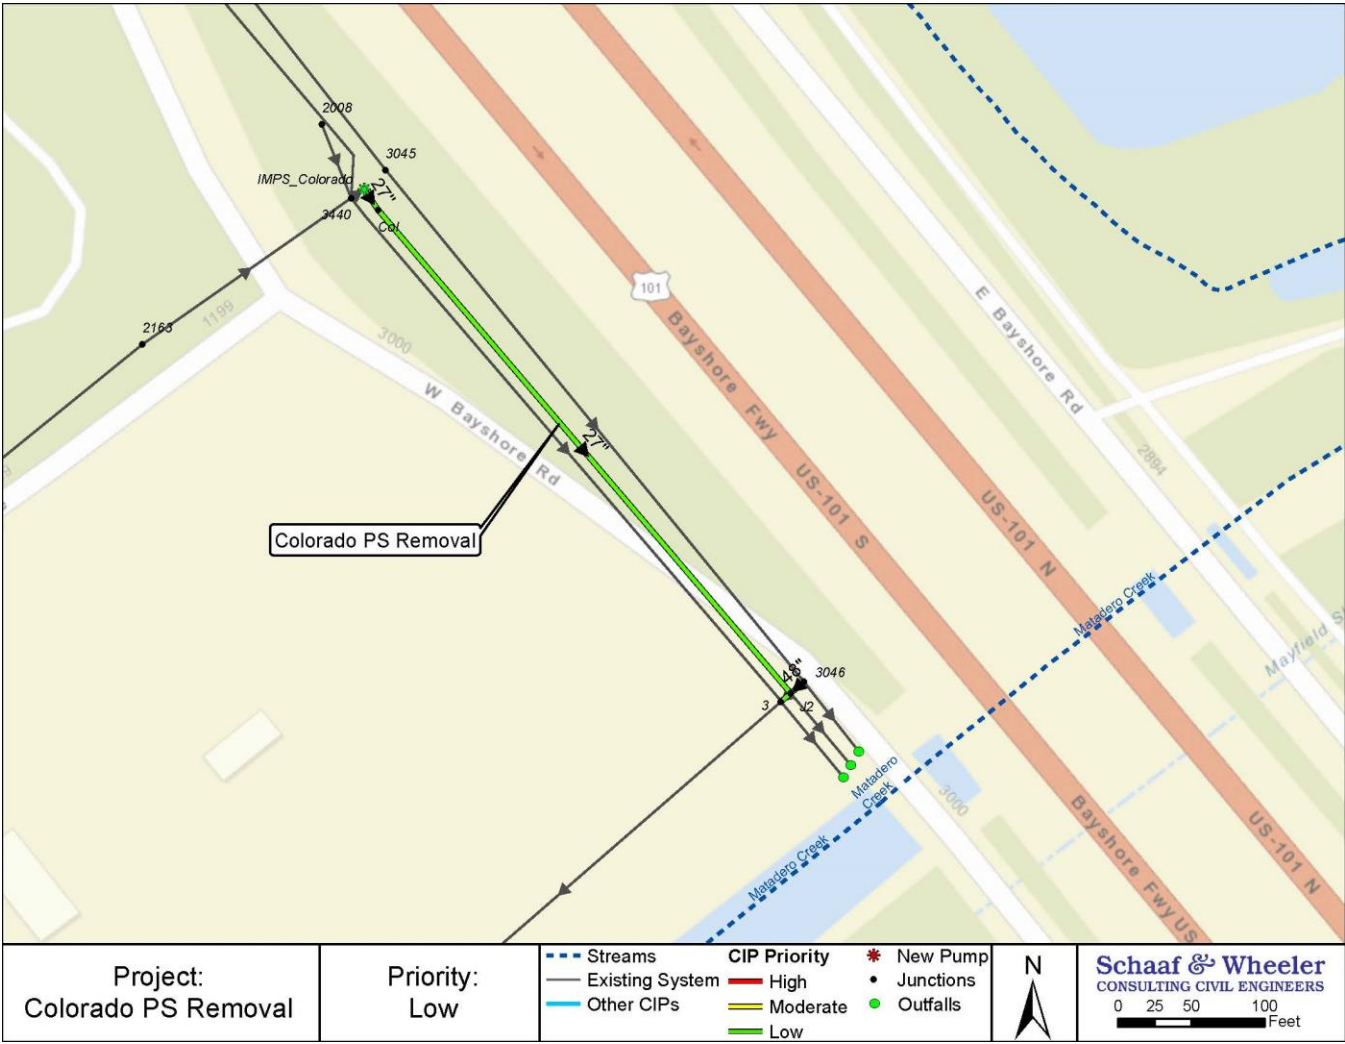 2008
3045
IMPS_Colorado
27"
3440
Col
1199
2163
3000
W Bayshore Rd
101
Bayshore Fwy
US-101 S
E Bayshore Rd
2894
US-101 N
27"
Colorado PS Removal
Matadero Creek
48"
3046
3
J2
Matadero
Creek
3000
Matadero Creek
Bayshore Fwy US
US-101 N
Project:
Colorado PS Removal
Priority:
Low
Streams
Existing System
Other CIPs
CIP Priority
High
Moderate
Low
New Pump
Junctions
Outfalls
N
Schaaf & Wheeler
CONSULTING CIVIL ENGINEERS
0 25 50 100
Feet